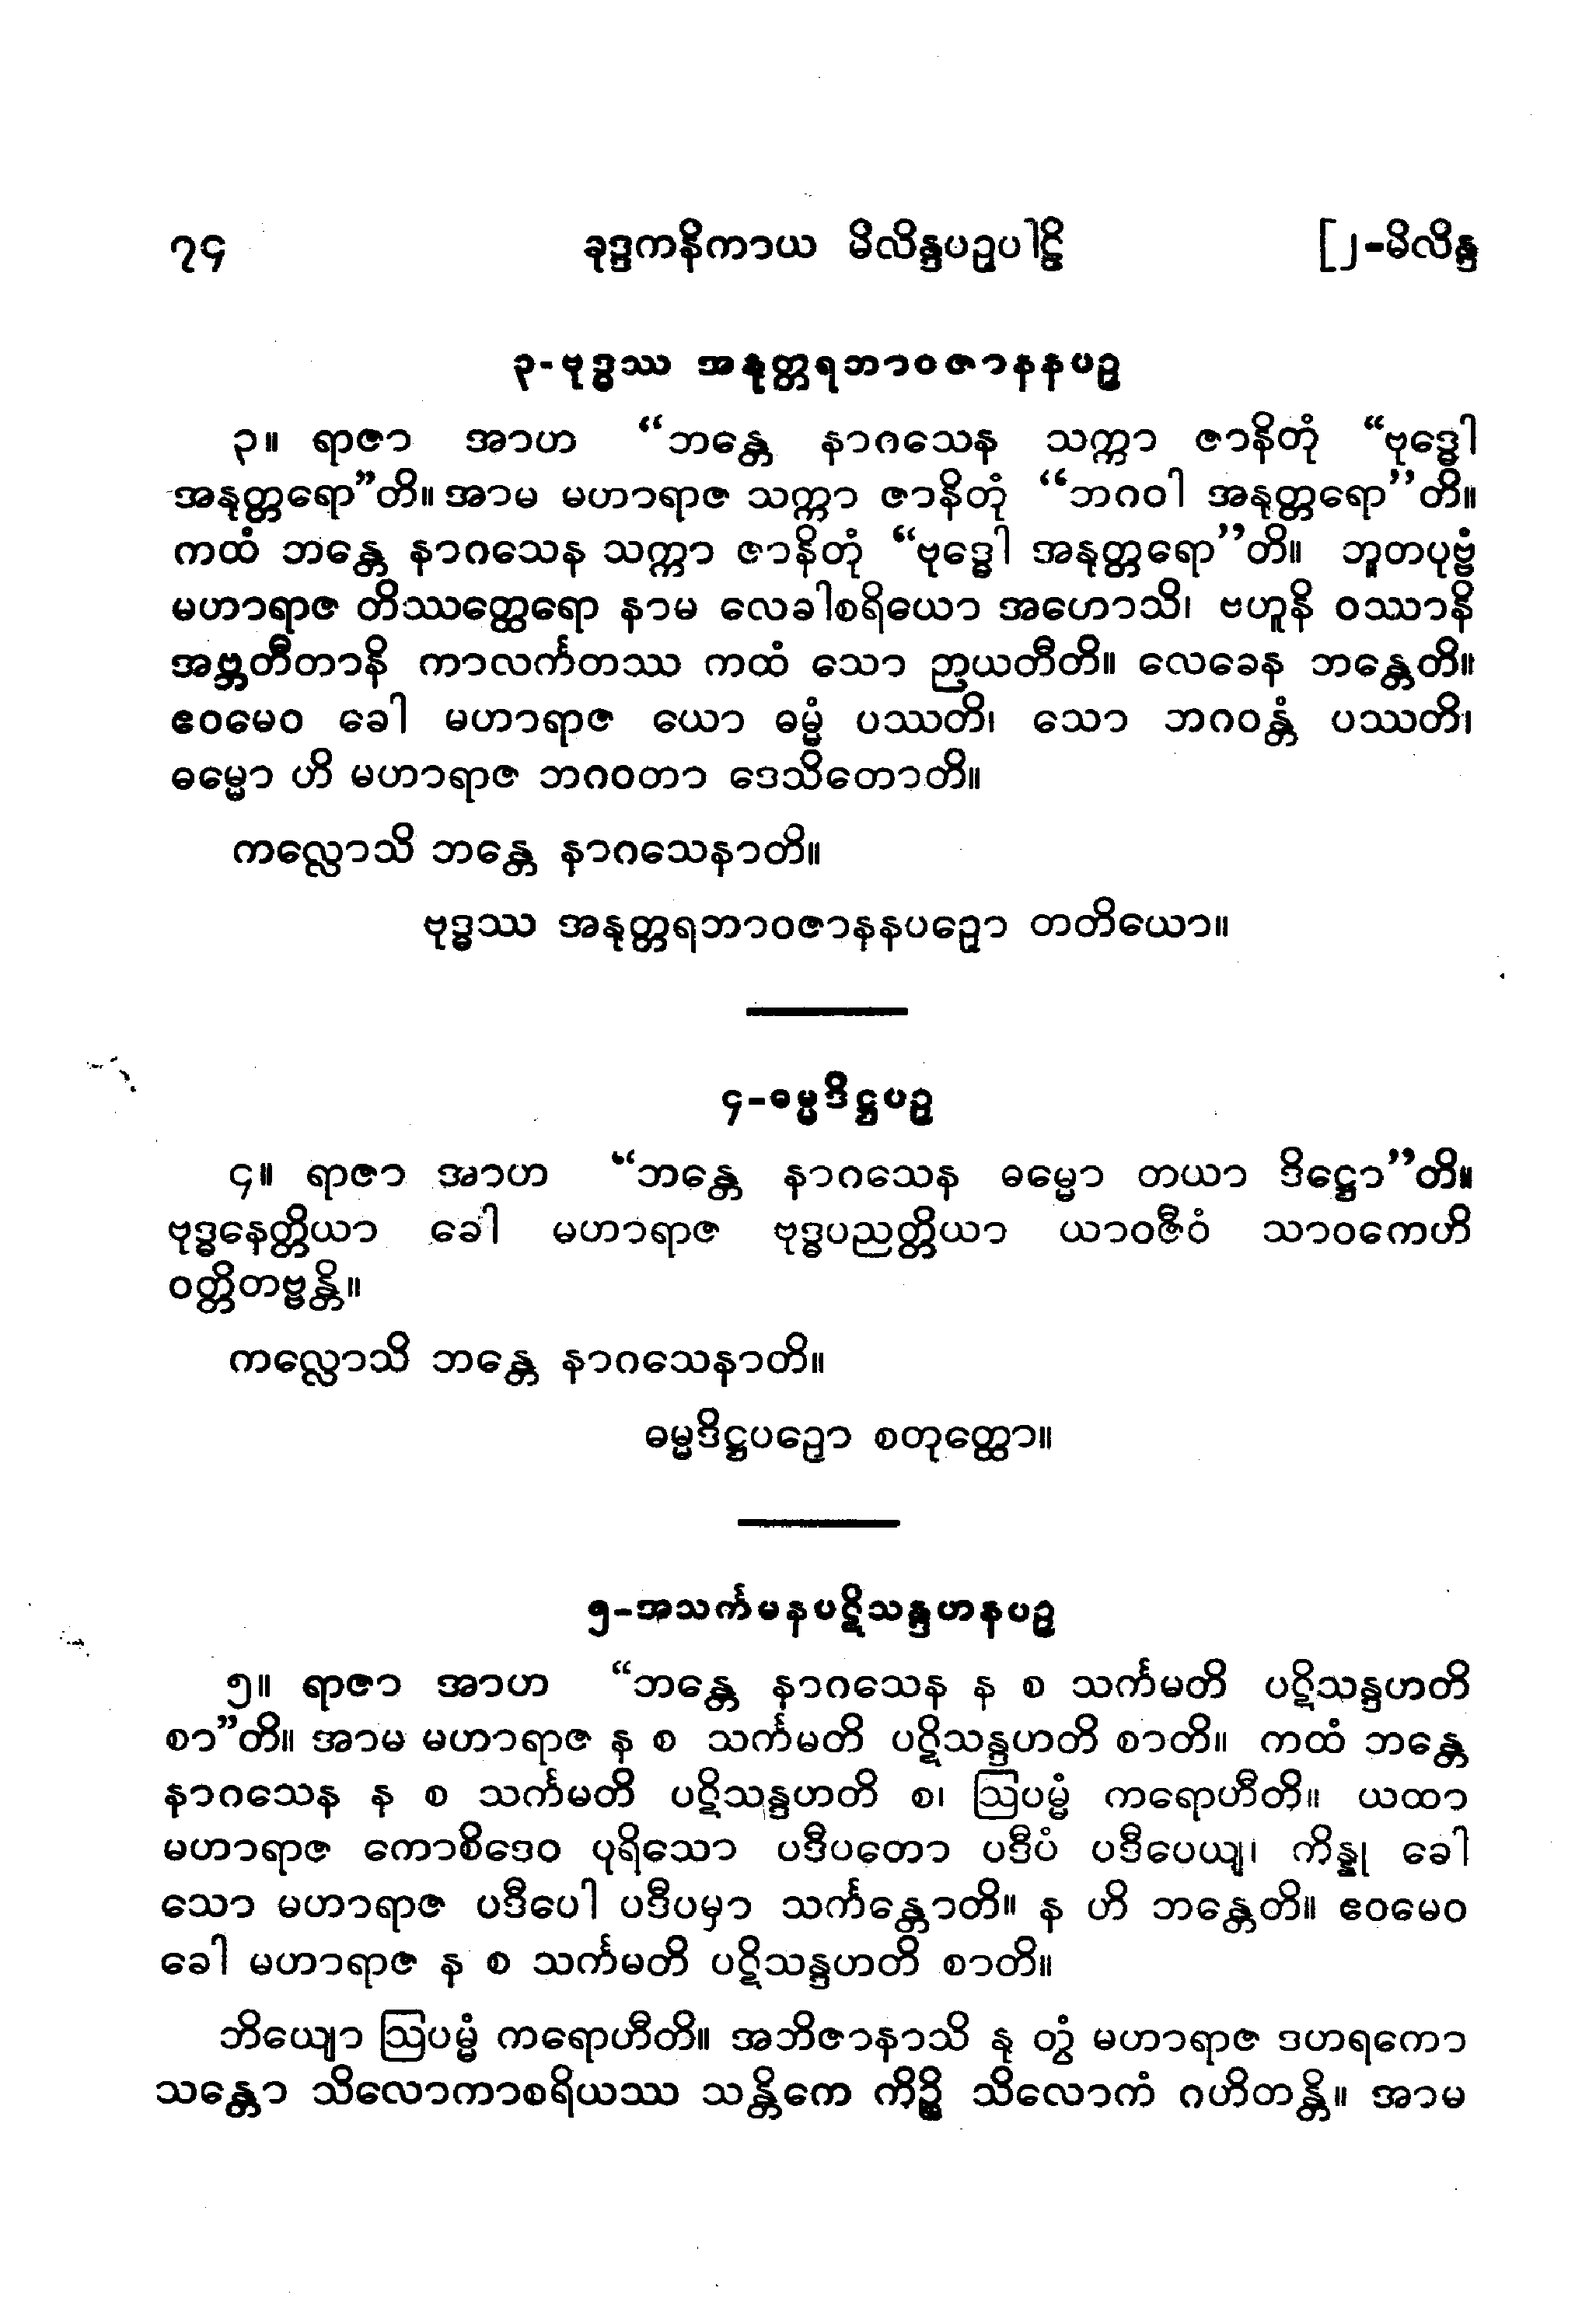 ၇၄ ခုဒ္ဒကနိကာယ မိလိန္ဒပဉှပါဠိ [၂-မိလိန္ဒ
၃-ဗုဒ္ဓဿ အနုတ္တရဘာဝဇာနနပဉှ
၃။ ရာဇာ အာဟ “ဘန္တေ နာဂသေန သက္ကာ ဇာနိတုံ “ဗုဒ္ဓေါ
အနုတ္တရော”တိ။ အာမ မဟာရာဇ သက္ကာ ဇာနိတုံ “ဘဂဝါ အနုတ္တရော”တိ။
ကထံ ဘန္တေ နာဂသေန သက္ကာ ဇာနိတုံ “ဗုဒ္ဓေါ အနုတ္တရော”တိ။ ဘူတပုဗ္ဗံ
မဟာရာဇ တိဿတ္ထေရော နာမ လေခါစရိယော အဟောသိ၊ ဗဟူနိ ဝဿာနိ
အဗ္ဘတီတာနိ ကာလင်္ကတဿ ကထံ သော ဉာယတီတိ။ လေခေန ဘန္တေတိ။
ဧဝမေဝ ခေါ မဟာရာဇ ယော ဓမ္မံ ပဿတိ၊ သော ဘဂဝန္တံ ပဿတိ၊
ဓမ္မော ဟိ မဟာရာဇ ဘဂဝတာ ဒေသိတောတိ။
ကလ္လောသိ ဘန္တေ နာဂသေနာတိ။
ဗုဒ္ဓဿ အနုတ္တရဘာဝဇာနနပဉှော တတိယော။
၄-ဓမ္မဒိဋ္ဌပဉှ
၄။ ရာဇာ အာဟ “ဘန္တေ နာဂသေန ဓမ္မော တယာ ဒိဋ္ဌော”တိ။
ဗုဒ္ဓနေတ္တိယာ ခေါ မဟာရာဇ ဗုဒ္ဓပညတ္တိယာ ယာဝဇီဝံ သာဝကေဟိ
ဝတ္တိတဗ္ဗန္တိ။
ကလ္လောသိ ဘန္တေ နာဂသေနာတိ။
ဓမ္မဒိဋ္ဌပဉှော စတုတ္ထော။
၅-အသင်္ကမနပဋိသန္ဒဟနပဉှ
၅။ ရာဇာ အာဟ “ဘန္တေ နာဂသေန န စ သင်္ကမတိ ပဋိသန္ဒဟတိ
စာ”တိ။ အာမ မဟာရာဇ န စ သင်္ကမတိ ပဋိသန္ဒဟတိ စာတိ။ ကထံ ဘန္တေ
နာဂသေန န စ သင်္ကမတိ ပဋိသန္ဒဟတိ စ၊ ဩပမ္မံ ကရောဟီတိ။ ယထာ
မဟာရာဇ ကောစိဒေဝ ပုရိသော ပဒီပတော ပဒီပံ ပဒီပေယျ၊ ကိန္နု ခေါ
သော မဟာရာဇ ပဒီပေါ ပဒီပမှာ သင်္ကန္တောတိ။ န ဟိ ဘန္တေတိ။ ဧဝမေဝ
ခေါ မဟာရာဇ န စ သင်္ကမတိ ပဋိသန္ဒဟတိ စာတိ။
ဘိယျော ဩပမ္မံ ကရောဟီတိ။ အဘိဇာနာသိ နု တွံ မဟာရာဇ ဒဟရကော
သန္တော သိလောကာစရိယဿ သန္တိကေ ကိဉ္စိ သိလောကံ ဂဟိတန္တိ။ အာမ